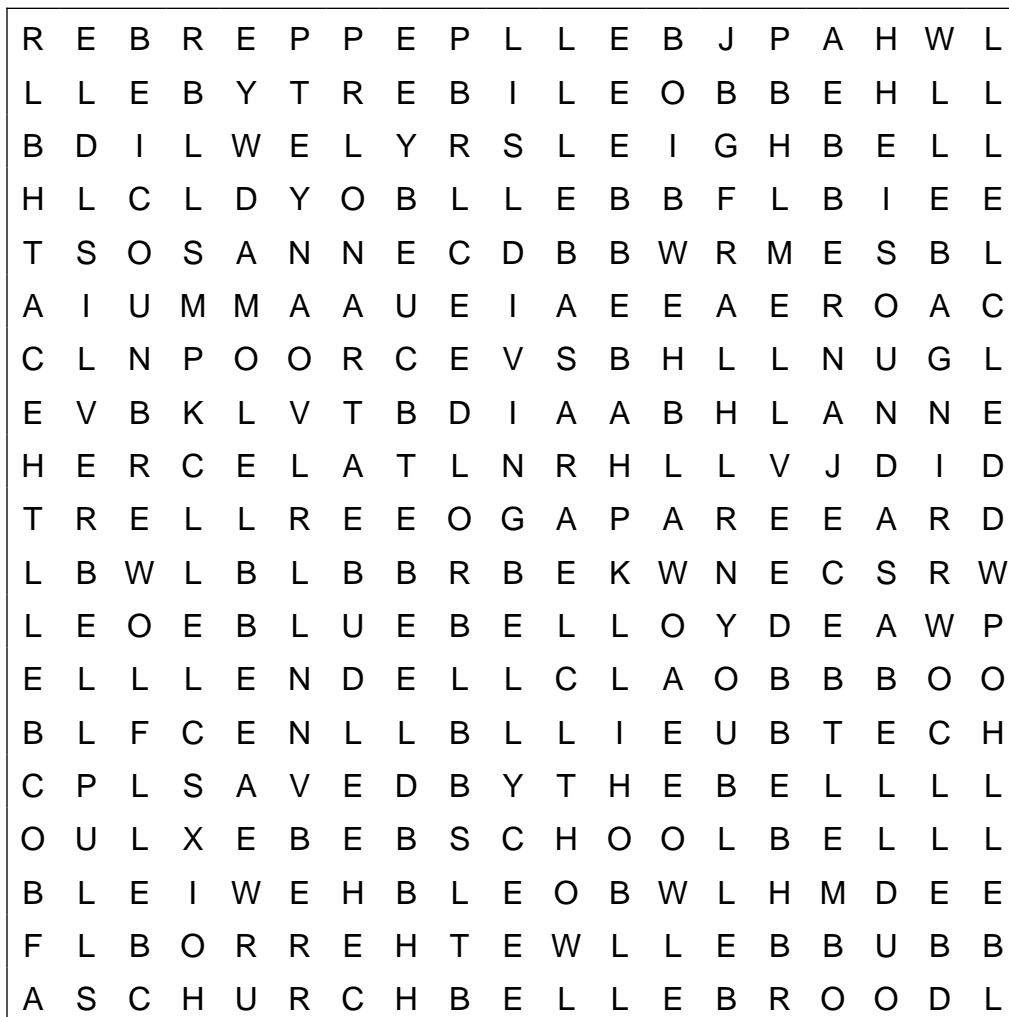 R E B R E P P E P L L E B J P A H W L
L L E B Y T R E B I L E O B B E H L L
B D I L W E L Y R S L E I G H B E L L
H L C L D Y O B L L E B B F L B I E E
T S O S A N N E C D B B W R M E S B L
A I U M M A A U E I A E E A E R O A C
C L N P O O R C E V S B H L L N U G L
E V B K L V T B D I A A B H L A N N E
H E R C E L A T L N R H L L V J D I D
T R E L L R E E O G A P A R E E A R D
L B W L B L B B R B E K W N E C S R W
L E O E B L U E B E L L O Y D E A W P
E L L L E N D E L L C L A O B B B O O
B L F C E N L L B L L I E U B T E C H
C P L S A V E D B Y T H E B E L L L L
O U L X E B E B S C H O O L B E L L L
B L E I W E H B L E O B W L H M D E E
F L B O R R E H T E W L L E B B U B B
A S C H U R C H B E L L E B R O O D L